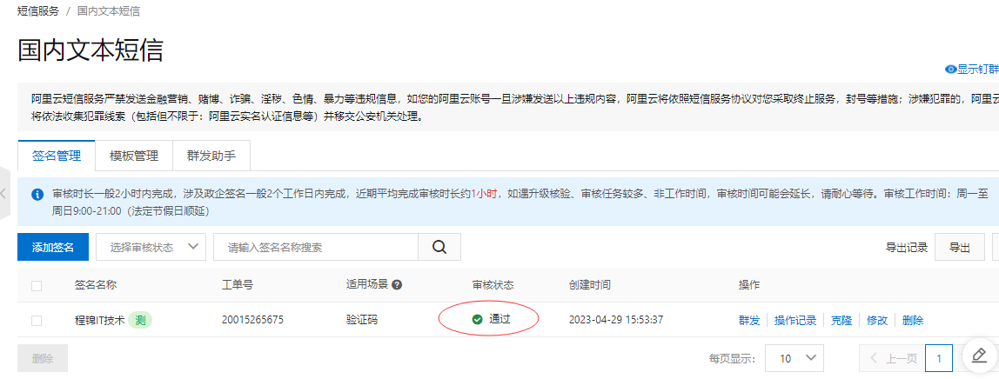 短信服务 / 国内文本短信
国内文本短信
显示钉群
阿里云短信服务严禁发送金融营销、赌博、诈骗、淫秽、色情、暴力等违规信息，如您的阿里云账号一旦涉嫌发送以上违规内容，阿里云将依照短信服务协议对您采取终止服务，封号等措施；涉嫌犯罪的，阿里云
将依法收集犯罪线索（包括但不限于：阿里云实名认证信息等）并移交公安机关处理。
签名管理 模板管理 群发助手
审核时长一般2小时内完成，涉及政企签名一般2个工作日内完成，近期平均完成审核时长约1小时，如遇升级核验、审核任务较多、非工作时间，审核时间可能会延长，请耐心等待。审核工作时间：周一至
周日9:00-21:00（法定节假日顺延）
添加签名 选择审核状态 请输入签名名称搜索 导出记录 导出
签名名称 工单号 适用场景 审核状态 创建时间 操作
程锦IT技术 测 20015265675 验证码 通过 2023-04-29 15:53:37 群发 操作记录 克隆 修改 删除
删除 每页显示： 10 上一页 1